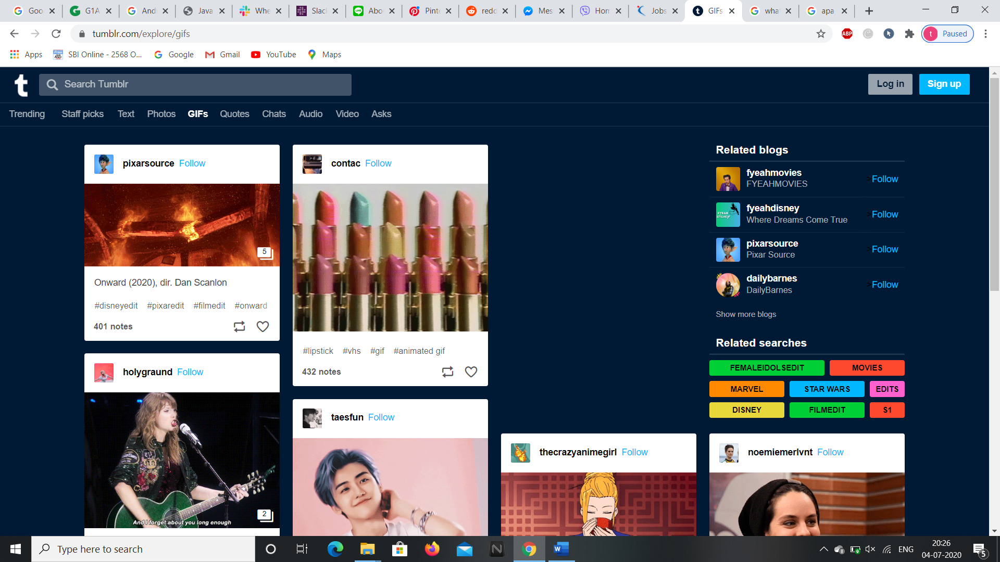 Goo
G1A
And
Java
Whe
Slac
Abo
Pint
redd
Mes
Hom
Jobs
GIFs
wha
apa
tumblr.com/explore/gifs
ABP
t
Paused
Apps
SBI Online - 2568 O...
Google
Gmail
YouTube
Maps
t
Search Tumblr
Log in
Sign up
Trending
Staff picks
Text
Photos
GIFs
Quotes
Chats
Audio
Video
Asks
pixarsource Follow
5
Onward (2020), dir. Dan Scanlon
#disneyedit #pixaredit #filmedit #onward
401 notes
holygraund Follow
And I forget about you long enough
2
contac Follow
#lipstick #vhs #gif #animated gif
432 notes
taesfun Follow
thecrazyanimegirl Follow
Related blogs
fyeahmovies
FYEAHMOVIES
Follow
FYEAH
DISNEY
fyeahdisney
Where Dreams Come True
Follow
pixarsource
Pixar Source
Follow
dailybarnes
DailyBarnes
Follow
Show more blogs
Related searches
FEMALEIDOLSEDIT MOVIES
MARVEL STAR WARS EDITS
DISNEY FILMEDIT S1
noemiemerlvnt Follow
Type here to search
N
W
ENG
20:26
04-07-2020
5